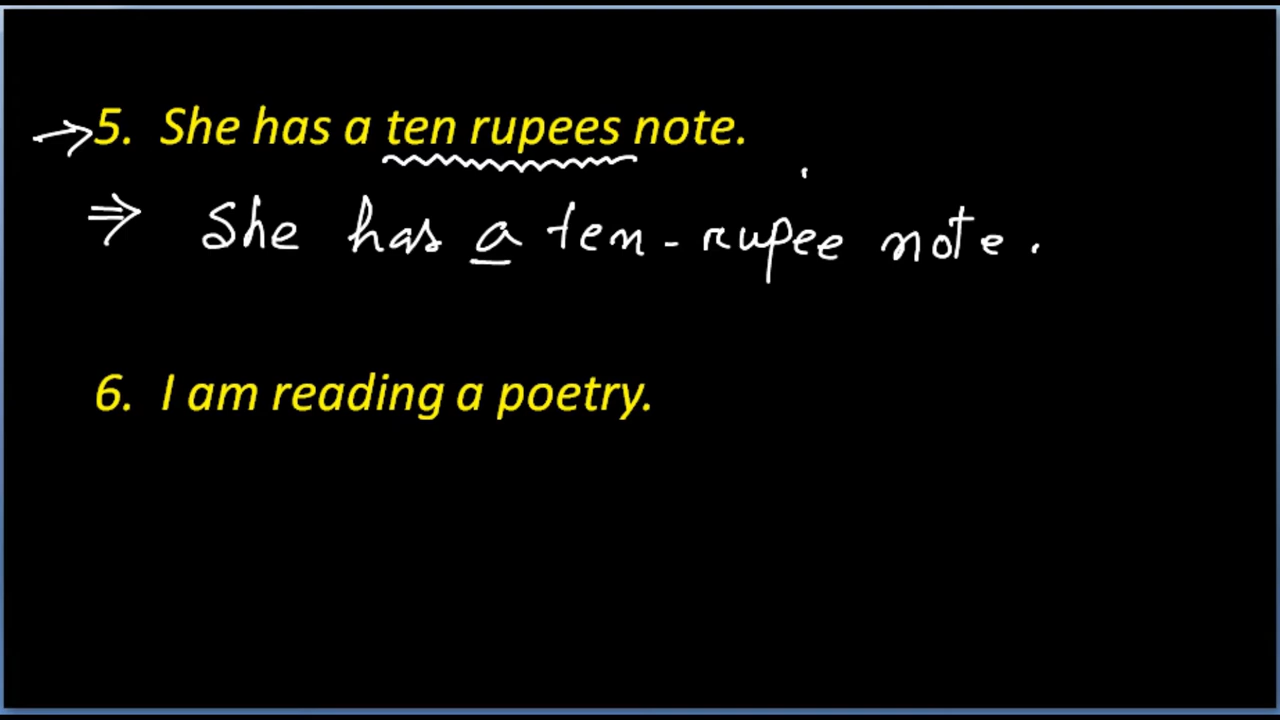 5. She has a ten rupees note.
⇒ She has a ten-rupee note.
6. I am reading a poetry.